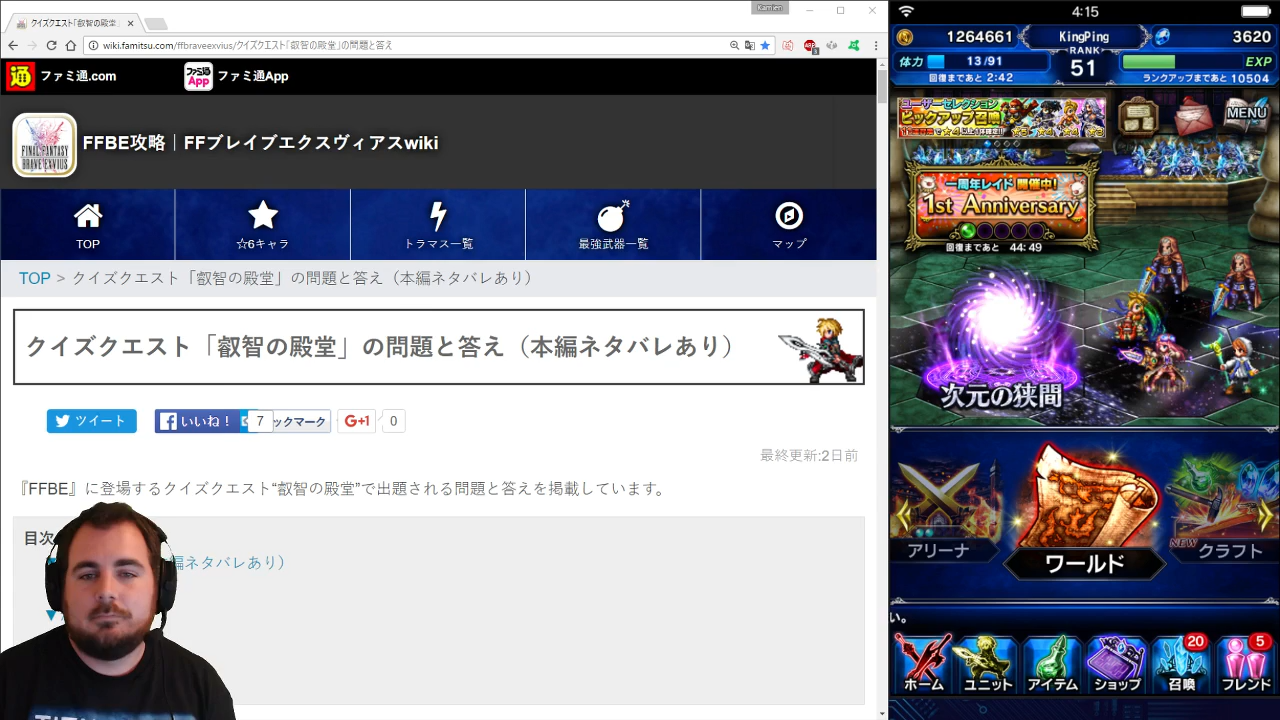 Kamien
クイズクエスト「叡智の殿堂」
wiki.famitsu.com/ffbraveexvius/クイズクエスト「叡智の殿堂」の問題と答え
ファミ通.com
ファミ通App
FFBE攻略｜FFブレイブエクスヴィアスwiki
FINAL FANTASY
BRAVE EXVIUS
TOP
☆6キャラ
トラマス一覧
最強武器一覧
マップ
TOP > クイズクエスト「叡智の殿堂」の問題と答え（本編ネタバレあり）
クイズクエスト「叡智の殿堂」の問題と答え（本編ネタバレあり）
ツイート
いいね！
7
ックマーク
G+1
0
最終更新:2日前
『FFBE』に登場するクイズクエスト“叡智の殿堂”で出題される問題と答えを掲載しています。
目次
編ネタバレあり）
4:15
1264661
KingPing
3620
RANK
51
体力
13/91
回復まであと 2:42
EXP
ランクアップまであと 10504
ユーザーセレクション
ピックアップ召喚
MENU
一周年レイド 開催中!
1st Anniversary
回復まであと 44:49
次元の狭間
アリーナ
ワールド
NEW
クラフト
い。
ホーム
ユニット
アイテム
ショップ
20
召喚
5
フレンド